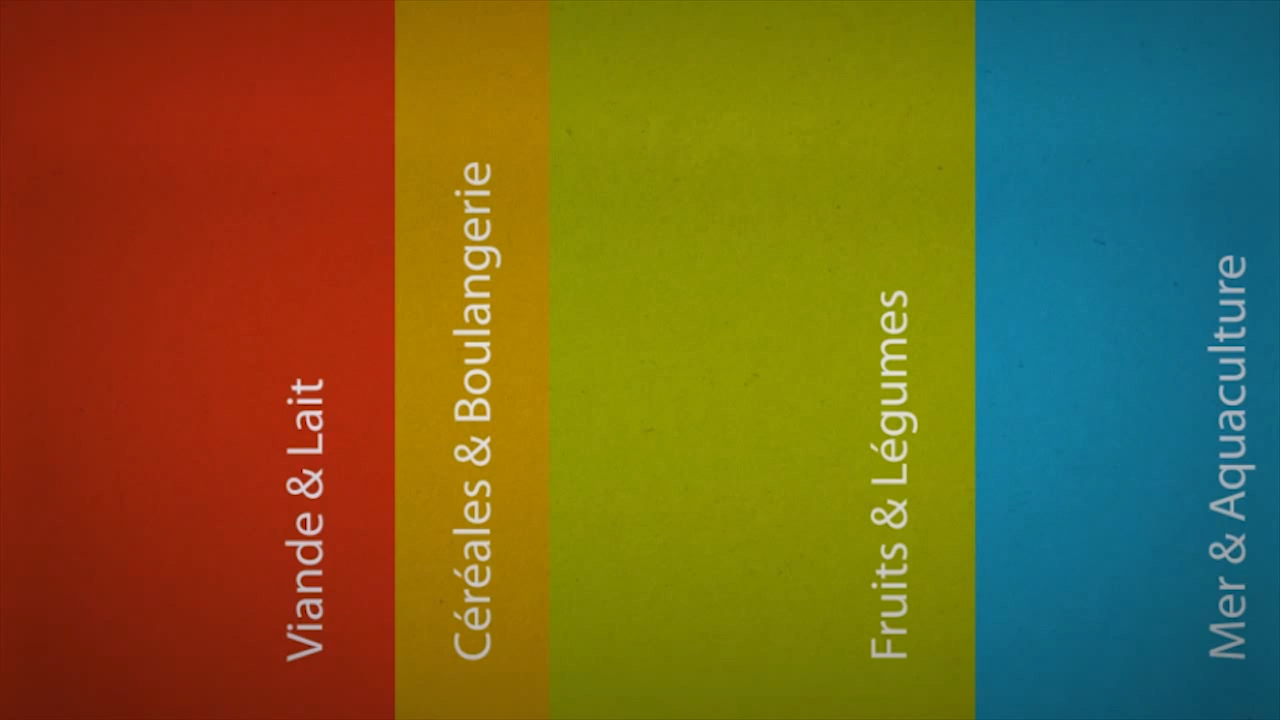 Viande & Lait
Céréales & Boulangerie
Fruits & Légumes
Mer & Aquaculture